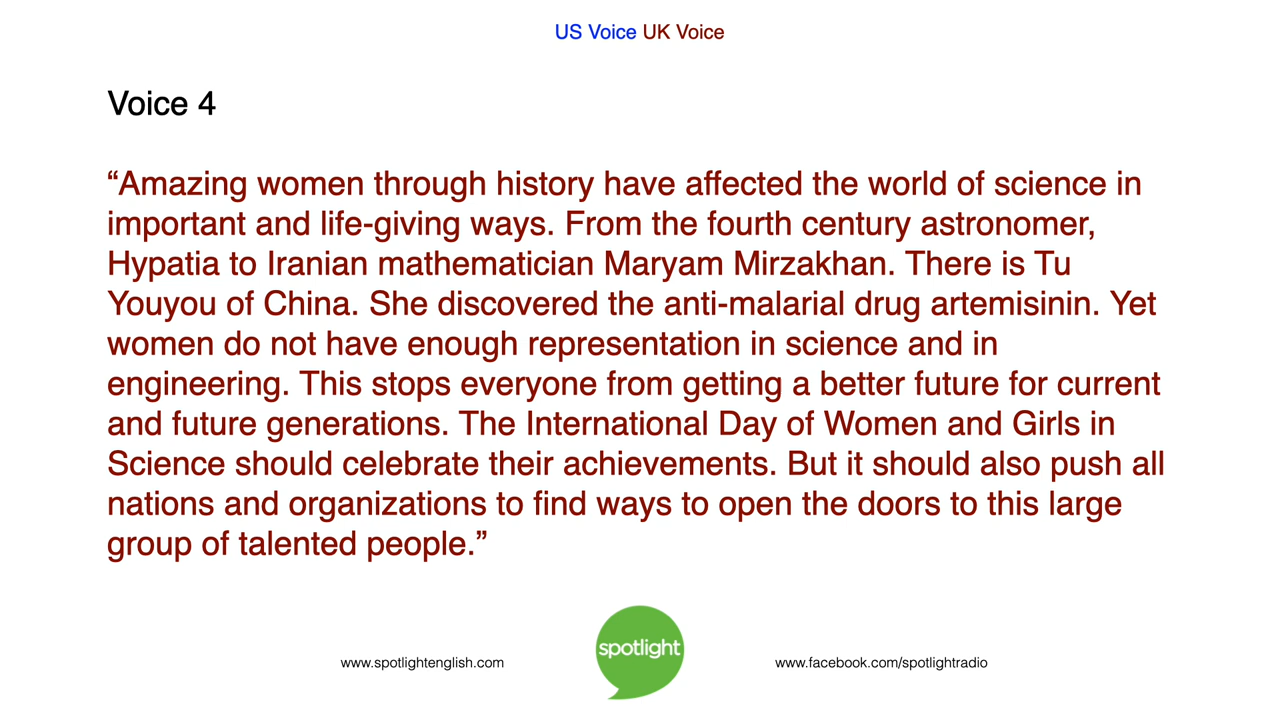 US Voice UK Voice
Voice 4
“Amazing women through history have affected the world of science in
important and life-giving ways. From the fourth century astronomer,
Hypatia to Iranian mathematician Maryam Mirzakhan. There is Tu
Youyou of China. She discovered the anti-malarial drug artemisinin. Yet
women do not have enough representation in science and in
engineering. This stops everyone from getting a better future for current
and future generations. The International Day of Women and Girls in
Science should celebrate their achievements. But it should also push all
nations and organizations to find ways to open the doors to this large
group of talented people.”
spotlight
www.spotlightenglish.com
www.facebook.com/spotlightradio